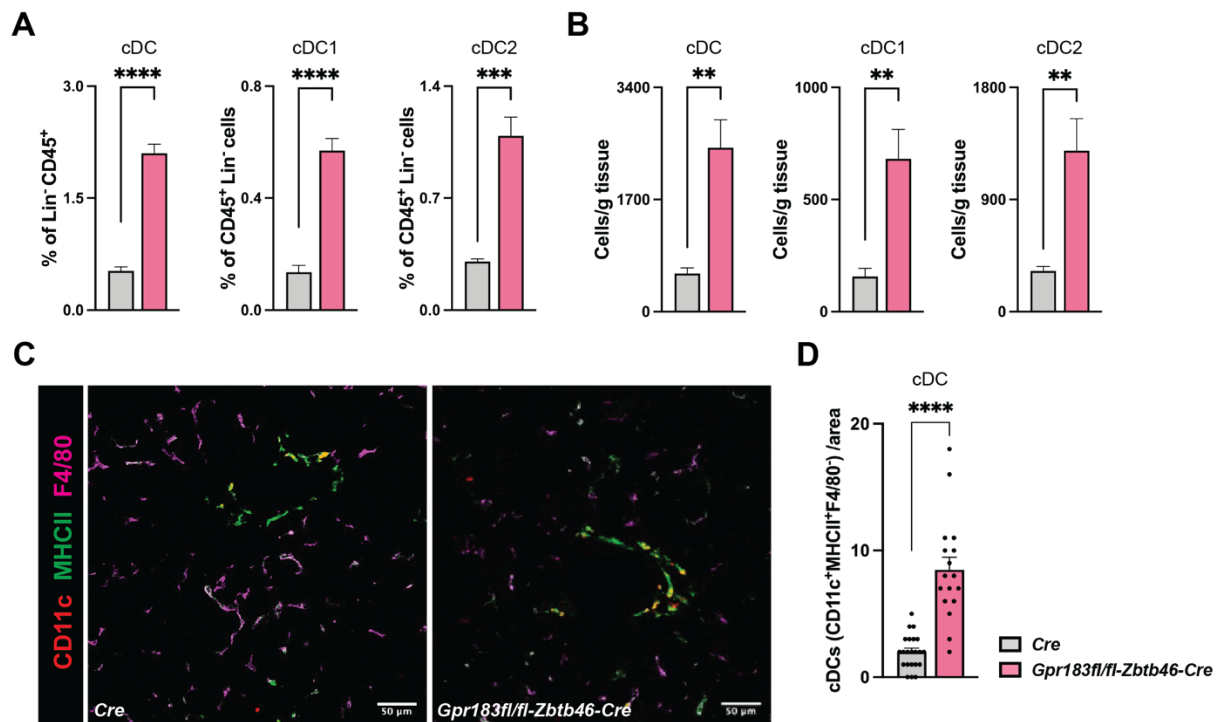 A
cDC
****
% of Lin⁻ CD45⁺
3.0
1.5
0.0
cDC1
****
% of CD45⁺ Lin⁻ cells
0.8
0.4
0.0
cDC2
***
% of CD45⁺ Lin⁻ cells
1.4
0.7
0.0
B
cDC
**
Cells/g tissue
3400
1700
0
cDC1
**
Cells/g tissue
1000
500
0
cDC2
**
Cells/g tissue
1800
900
0
C
CD11c MHCII F4/80
Cre
50 µm
Gpr183fl/fl-Zbtb46-Cre
50 µm
D
cDC
****
cDCs (CD11c⁺MHCII⁺F4/80⁻) /area
20
10
0
Cre
Gpr183fl/fl-Zbtb46-Cre